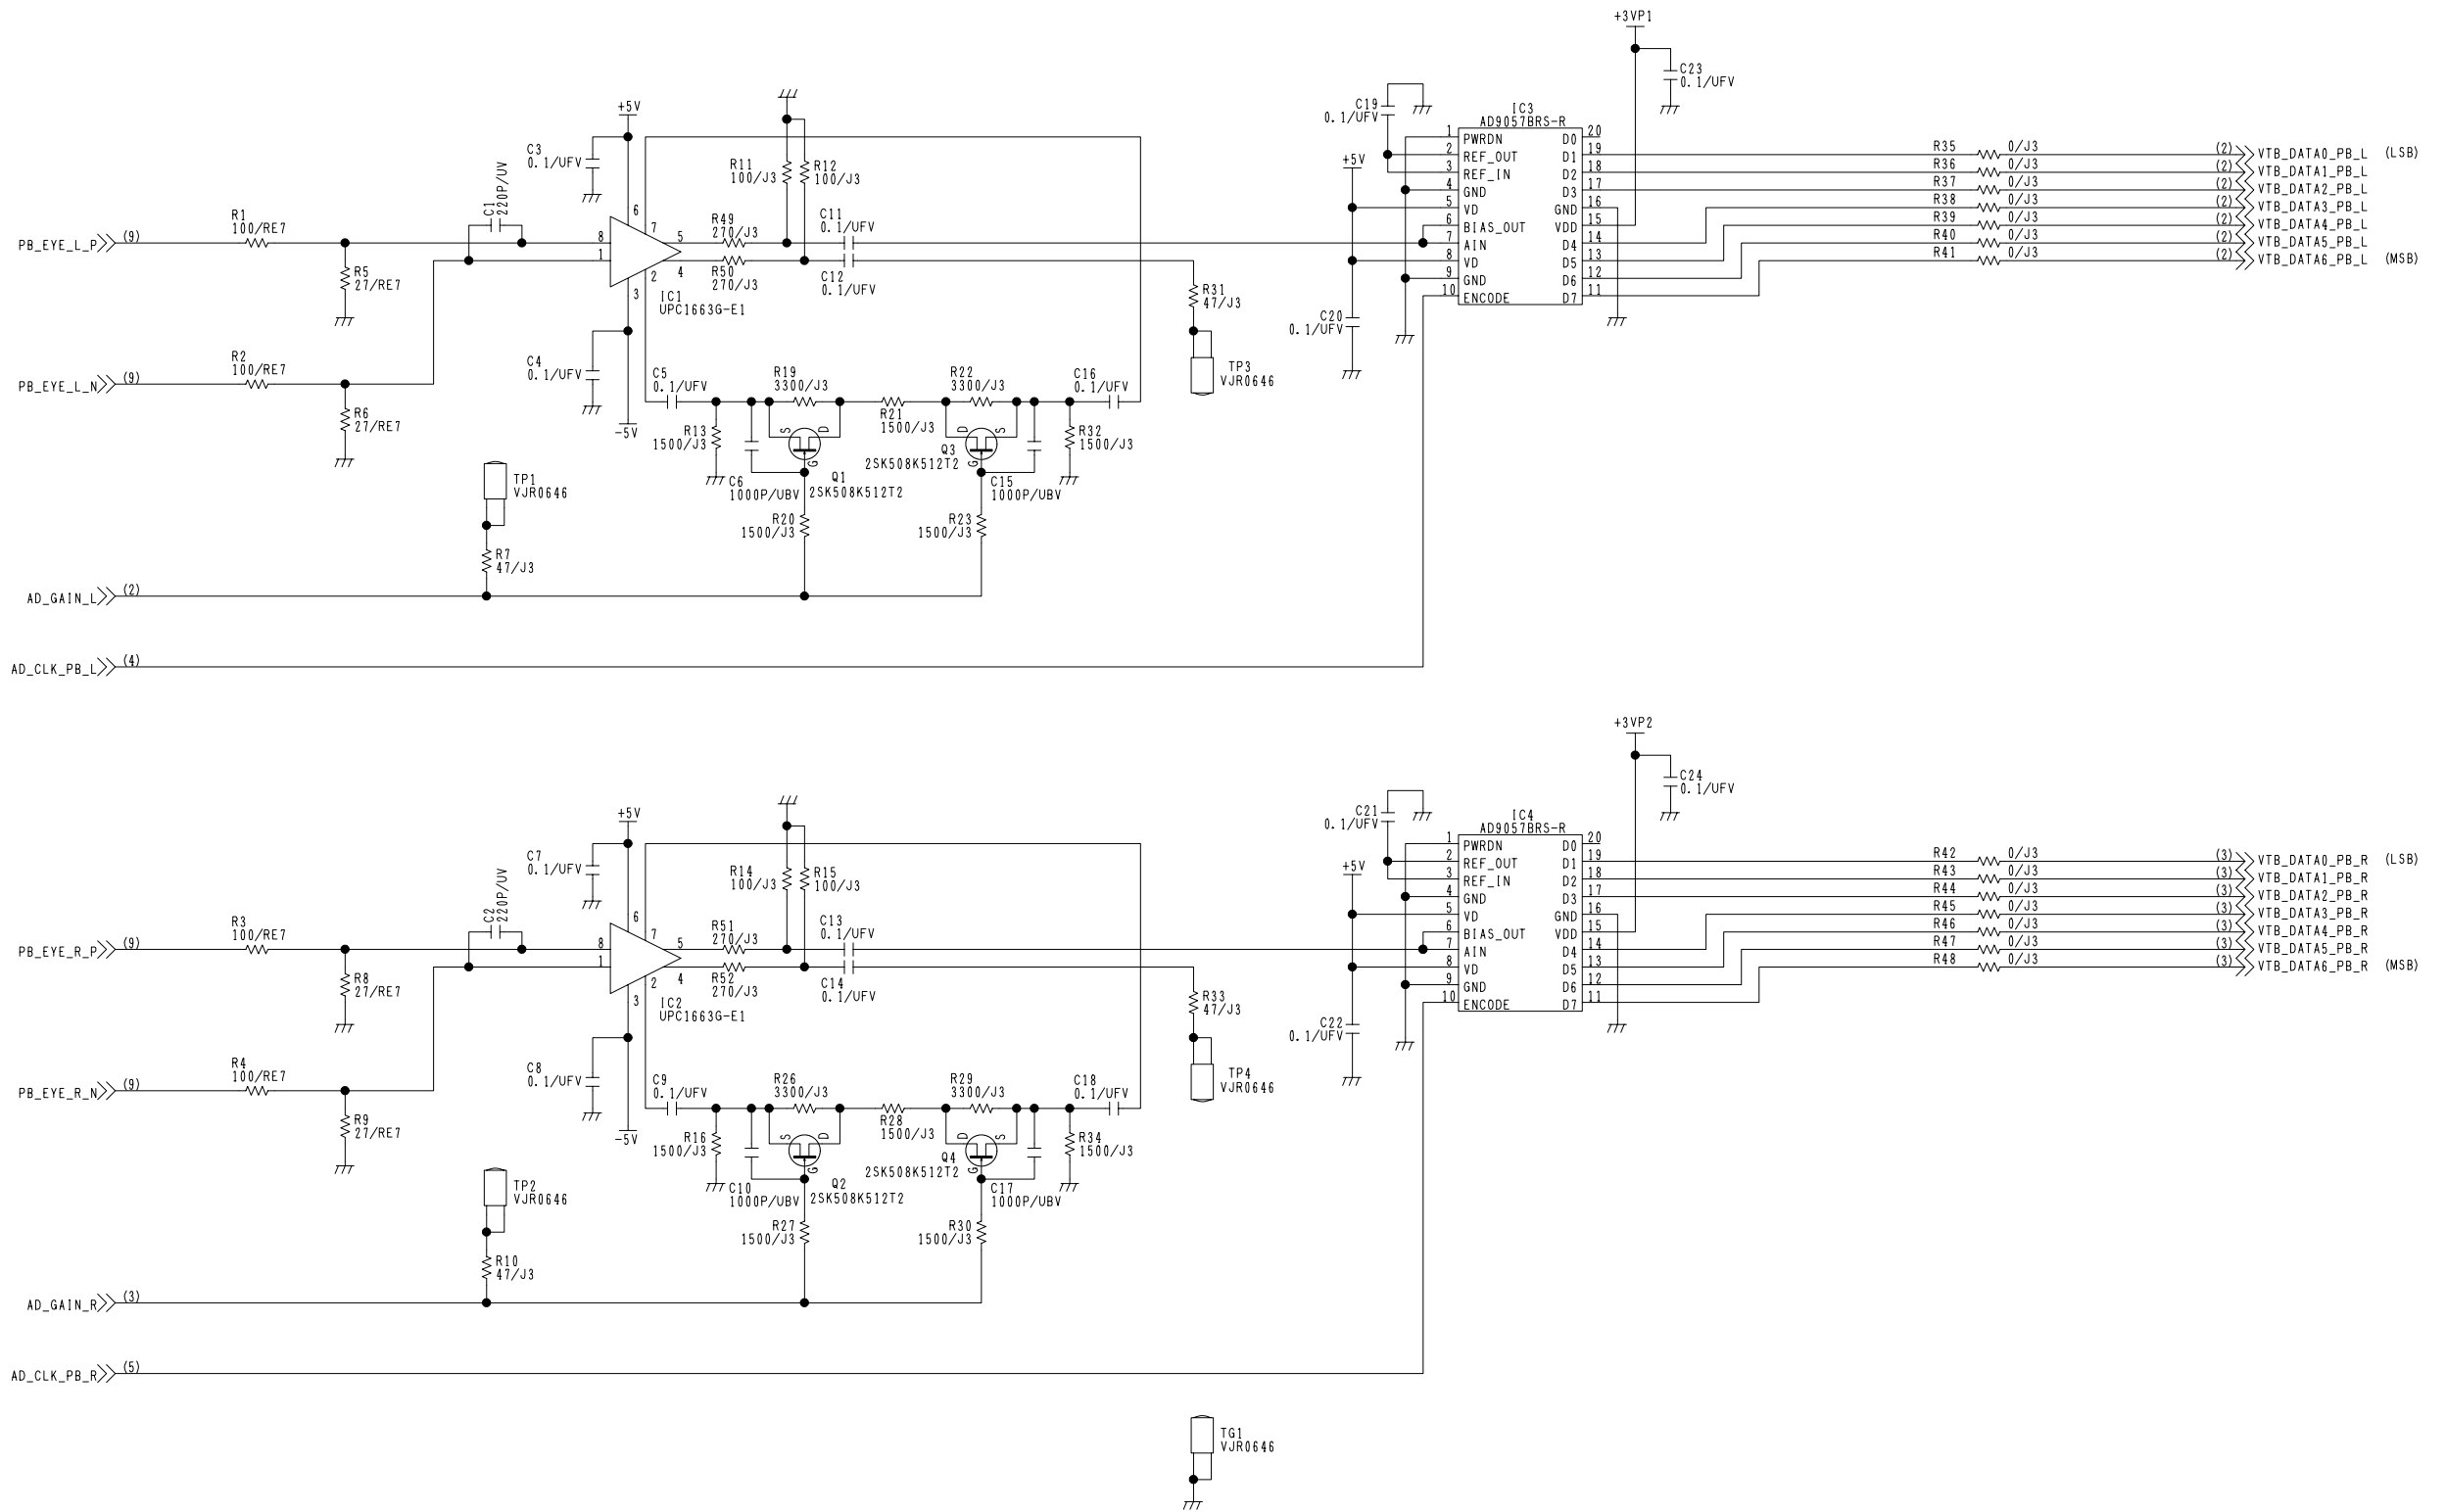 +3VP1
C23
0.1/UFV
C19
0.1/UFV
IC3
AD9057BRS-R
+5V
C3
0.1/UFV
R11
100/J3
R12
100/J3
+5V
1 PWRDN D0 20
2 REF_OUT D1 19
3 REF_IN D2 18
4 GND D3 17
5 VD GND 16
6 BIAS_OUT VDD 15
7 AIN D4 14
8 VD D5 13
9 GND D6 12
10 ENCODE D7 11
R35 0/J3 (2) VTB_DATA0_PB_L (LSB)
R36 0/J3 (2) VTB_DATA1_PB_L
R37 0/J3 (2) VTB_DATA2_PB_L
R38 0/J3 (2) VTB_DATA3_PB_L
R39 0/J3 (2) VTB_DATA4_PB_L
R40 0/J3 (2) VTB_DATA5_PB_L
R41 0/J3 (2) VTB_DATA6_PB_L (MSB)
C1
220P/UV
R1
100/RE7
PB_EYE_L_P (9)
R5
27/RE7
8
1
6
7
5
4
2
3
IC1
UPC1663G-E1
R49
270/J3
R50
270/J3
C11
0.1/UFV
C12
0.1/UFV
R31
47/J3
TP3
VJR0646
C20
0.1/UFV
R2
100/RE7
PB_EYE_L_N (9)
R6
27/RE7
C4
0.1/UFV
-5V
C5
0.1/UFV
R19
3300/J3
R22
3300/J3
C16
0.1/UFV
R13
1500/J3
S D
G
R21
1500/J3
D S
G
R32
1500/J3
Q3
2SK508K512T2
C6
1000P/UBV
Q1
2SK508K512T2
C15
1000P/UBV
TP1
VJR0646
R20
1500/J3
R23
1500/J3
R7
47/J3
AD_GAIN_L (2)
AD_CLK_PB_L (4)
+3VP2
C24
0.1/UFV
C21
0.1/UFV
IC4
AD9057BRS-R
+5V
C7
0.1/UFV
R14
100/J3
R15
100/J3
+5V
1 PWRDN D0 20
2 REF_OUT D1 19
3 REF_IN D2 18
4 GND D3 17
5 VD GND 16
6 BIAS_OUT VDD 15
7 AIN D4 14
8 VD D5 13
9 GND D6 12
10 ENCODE D7 11
R42 0/J3 (3) VTB_DATA0_PB_R (LSB)
R43 0/J3 (3) VTB_DATA1_PB_R
R44 0/J3 (3) VTB_DATA2_PB_R
R45 0/J3 (3) VTB_DATA3_PB_R
R46 0/J3 (3) VTB_DATA4_PB_R
R47 0/J3 (3) VTB_DATA5_PB_R
R48 0/J3 (3) VTB_DATA6_PB_R (MSB)
C2
220P/UV
R3
100/RE7
PB_EYE_R_P (9)
R8
27/RE7
8
1
6
7
5
4
2
3
IC2
UPC1663G-E1
R51
270/J3
R52
270/J3
C13
0.1/UFV
C14
0.1/UFV
R33
47/J3
TP4
VJR0646
C22
0.1/UFV
R4
100/RE7
PB_EYE_R_N (9)
R9
27/RE7
C8
0.1/UFV
-5V
C9
0.1/UFV
R26
3300/J3
R29
3300/J3
C18
0.1/UFV
R16
1500/J3
S D
G
R28
1500/J3
D S
G
R34
1500/J3
Q4
2SK508K512T2
C10
1000P/UBV
Q2
2SK508K512T2
C17
1000P/UBV
TP2
VJR0646
R27
1500/J3
R30
1500/J3
R10
47/J3
AD_GAIN_R (3)
AD_CLK_PB_R (5)
TG1
VJR0646